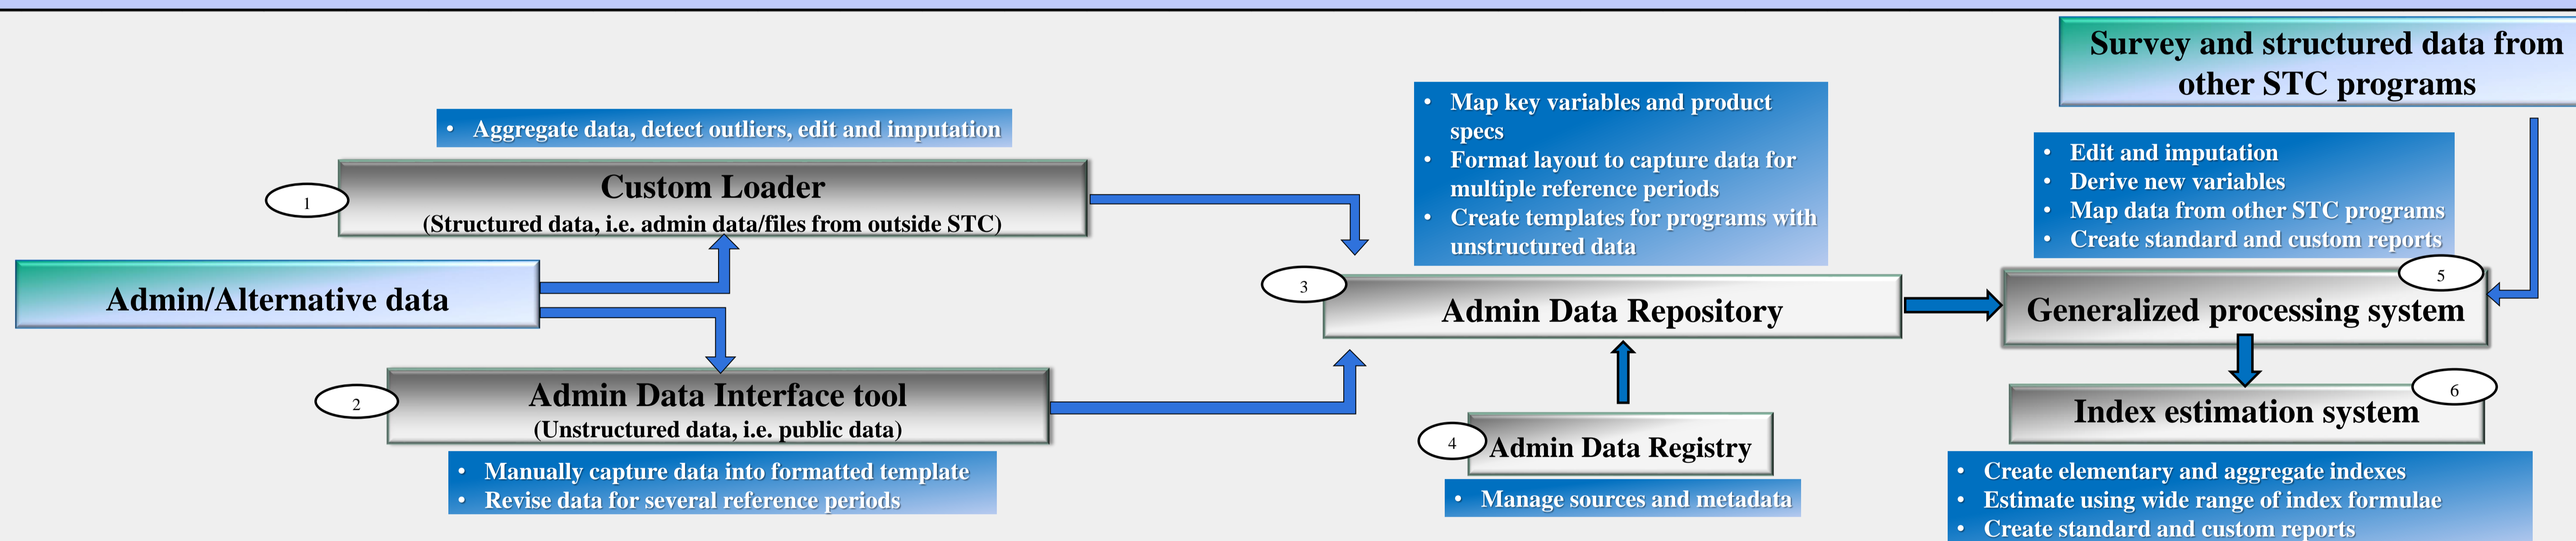 Survey and structured data from
other STC programs
• Aggregate data, detect outliers, edit and imputation
1
Custom Loader
(Structured data, i.e. admin data/files from outside STC)
Admin/Alternative data
2
Admin Data Interface tool
(Unstructured data, i.e. public data)
• Manually capture data into formatted template
• Revise data for several reference periods
• Map key variables and product
specs
• Format layout to capture data for
multiple reference periods
• Create templates for programs with
unstructured data
3
Admin Data Repository
4
Admin Data Registry
• Manage sources and metadata
• Edit and imputation
• Derive new variables
• Map data from other STC programs
• Create standard and custom reports
5
Generalized processing system
6
Index estimation system
• Create elementary and aggregate indexes
• Estimate using wide range of index formulae
• Create standard and custom reports